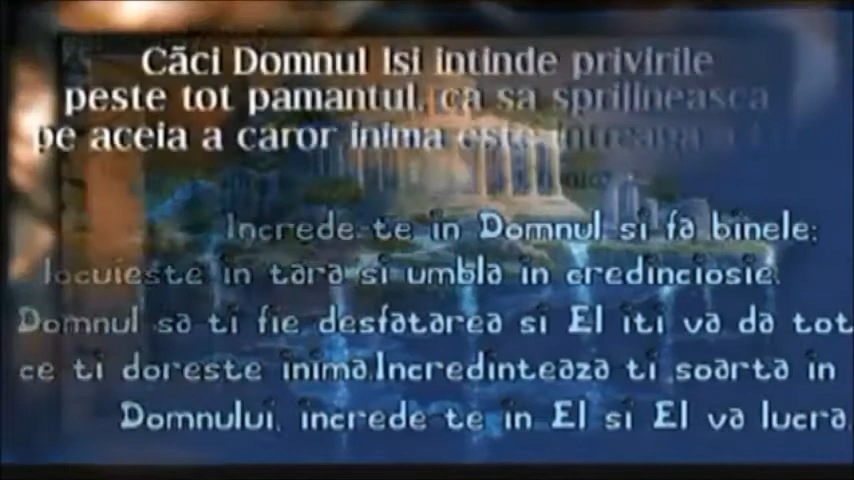 Căci Domnul Isi intinde privirile
peste tot pamantul, ca sa sprijineasca
pe aceia a caror inima este intreaga a
Increde-te in Domnul si fa binele;
locuieste in tara si umbla in credinciosie.
Domnul sa ti fie desfatarea si El iti va da tot
ce ti doreste inima.Incredinteaza ti soarta in
Domnului, increde te in El si El va lucra